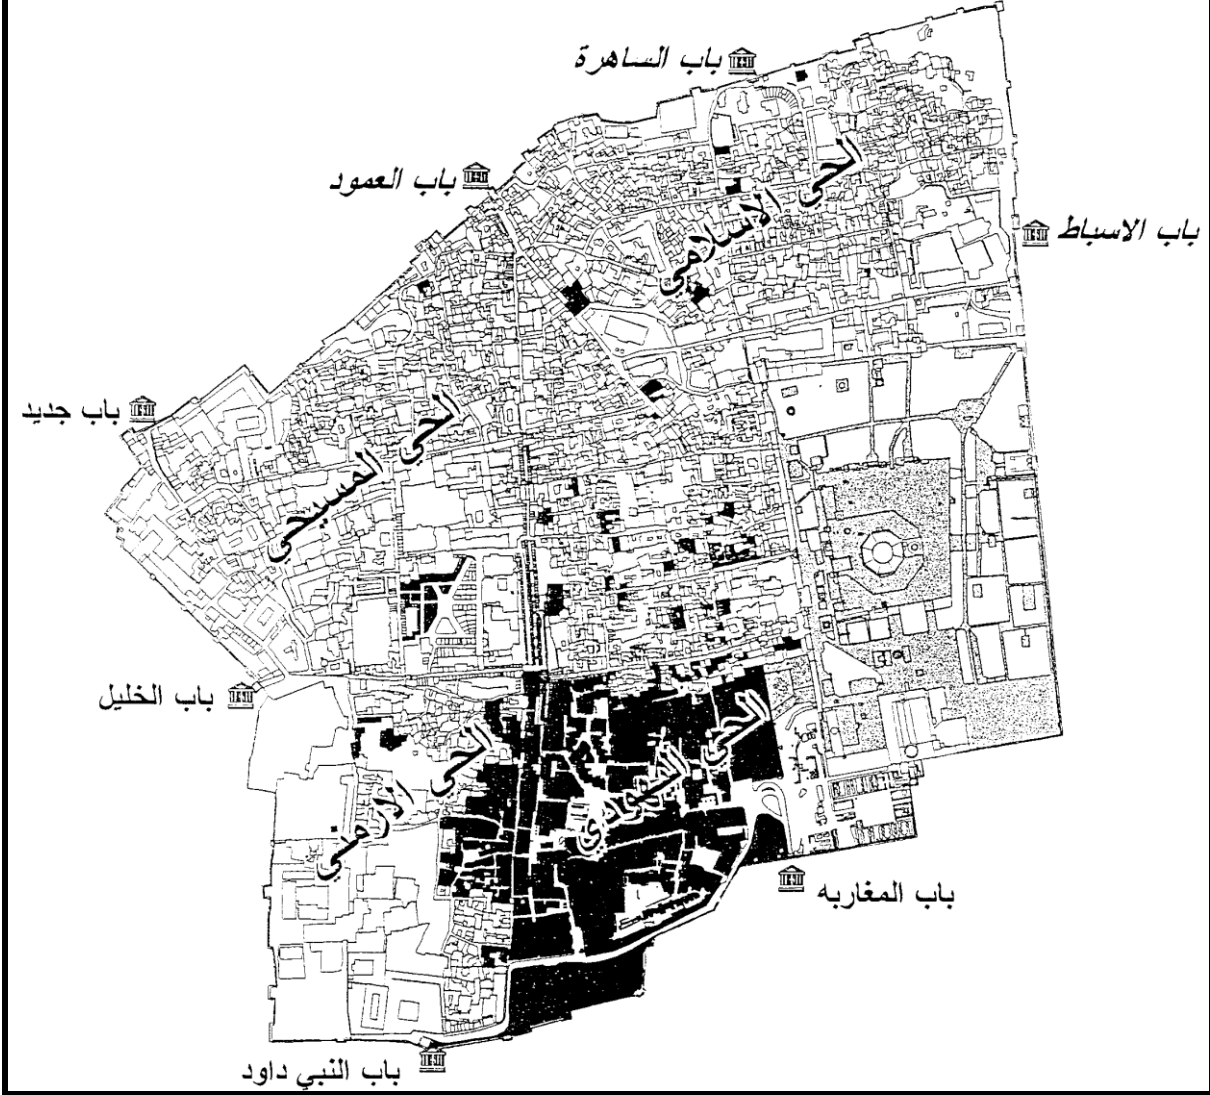 باب الساهرة
باب العمود
الحي الاسلامي
باب الاسباط
باب جديد
الحي المسيحي
باب الخليل
الحي اليهودي
الحي الارمني
باب المغاربه
باب النبي داود